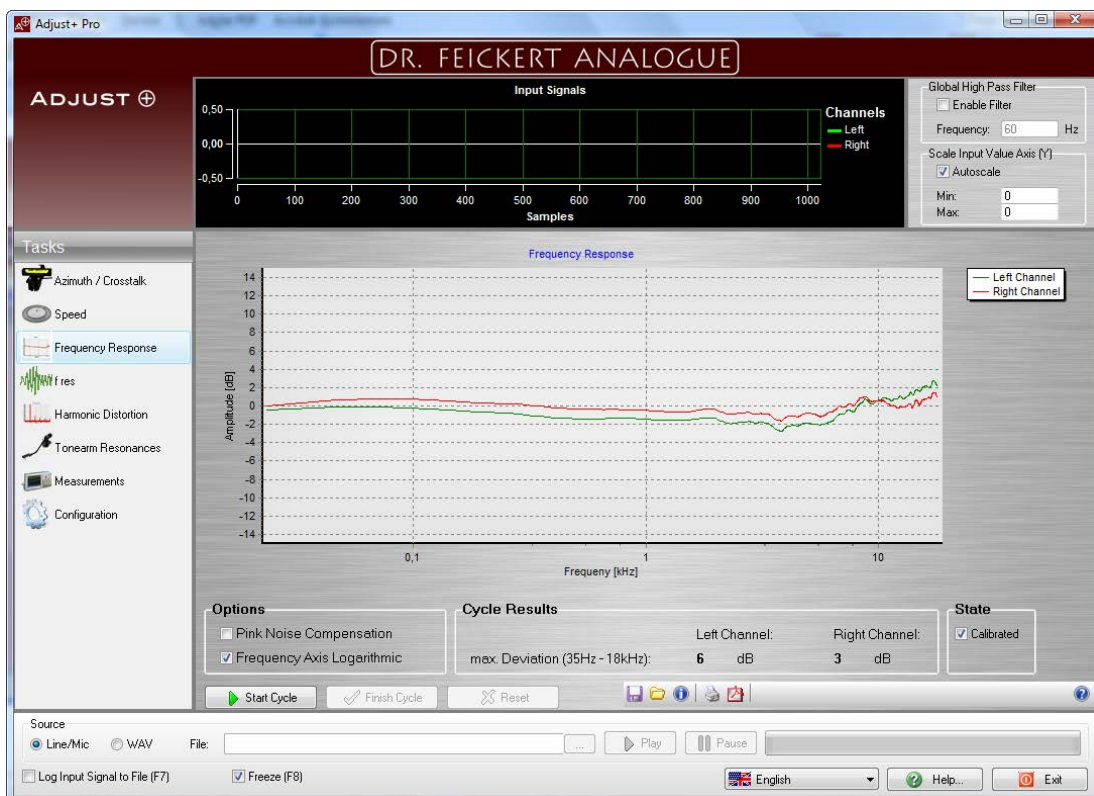 Adjust+ Pro
DR. FEICKERT ANALOGUE
ADJUST
Input Signals
0,50
0,00
-0,50
0 100 200 300 400 500 600 700 800 900 1000
Samples
Channels
Left
Right
Global High Pass Filter
Enable Filter
Frequency: 60 Hz
Scale Input Value Axis (Y)
Autoscale
Min: 0
Max: 0
Tasks
Azimuth / Crosstalk
Speed
Frequency Response
f res
Harmonic Distortion
Tonearm Resonances
Measurements
Configuration
Frequency Response
Left Channel
Right Channel
Amplitude [dB]
14
12
10
8
6
4
2
0
-2
-4
-6
-8
-10
-12
-14
0,1 1 10
Frequeny [kHz]
Options
Pink Noise Compensation
Frequency Axis Logarithmic
Cycle Results
Left Channel: Right Channel:
max. Deviation (35Hz - 18kHz): 6 dB 3 dB
State
Calibrated
Start Cycle Finish Cycle Reset
Source
Line/Mic WAV File: ... Play Pause
Log Input Signal to File (F7) Freeze (F8) English Help... Exit